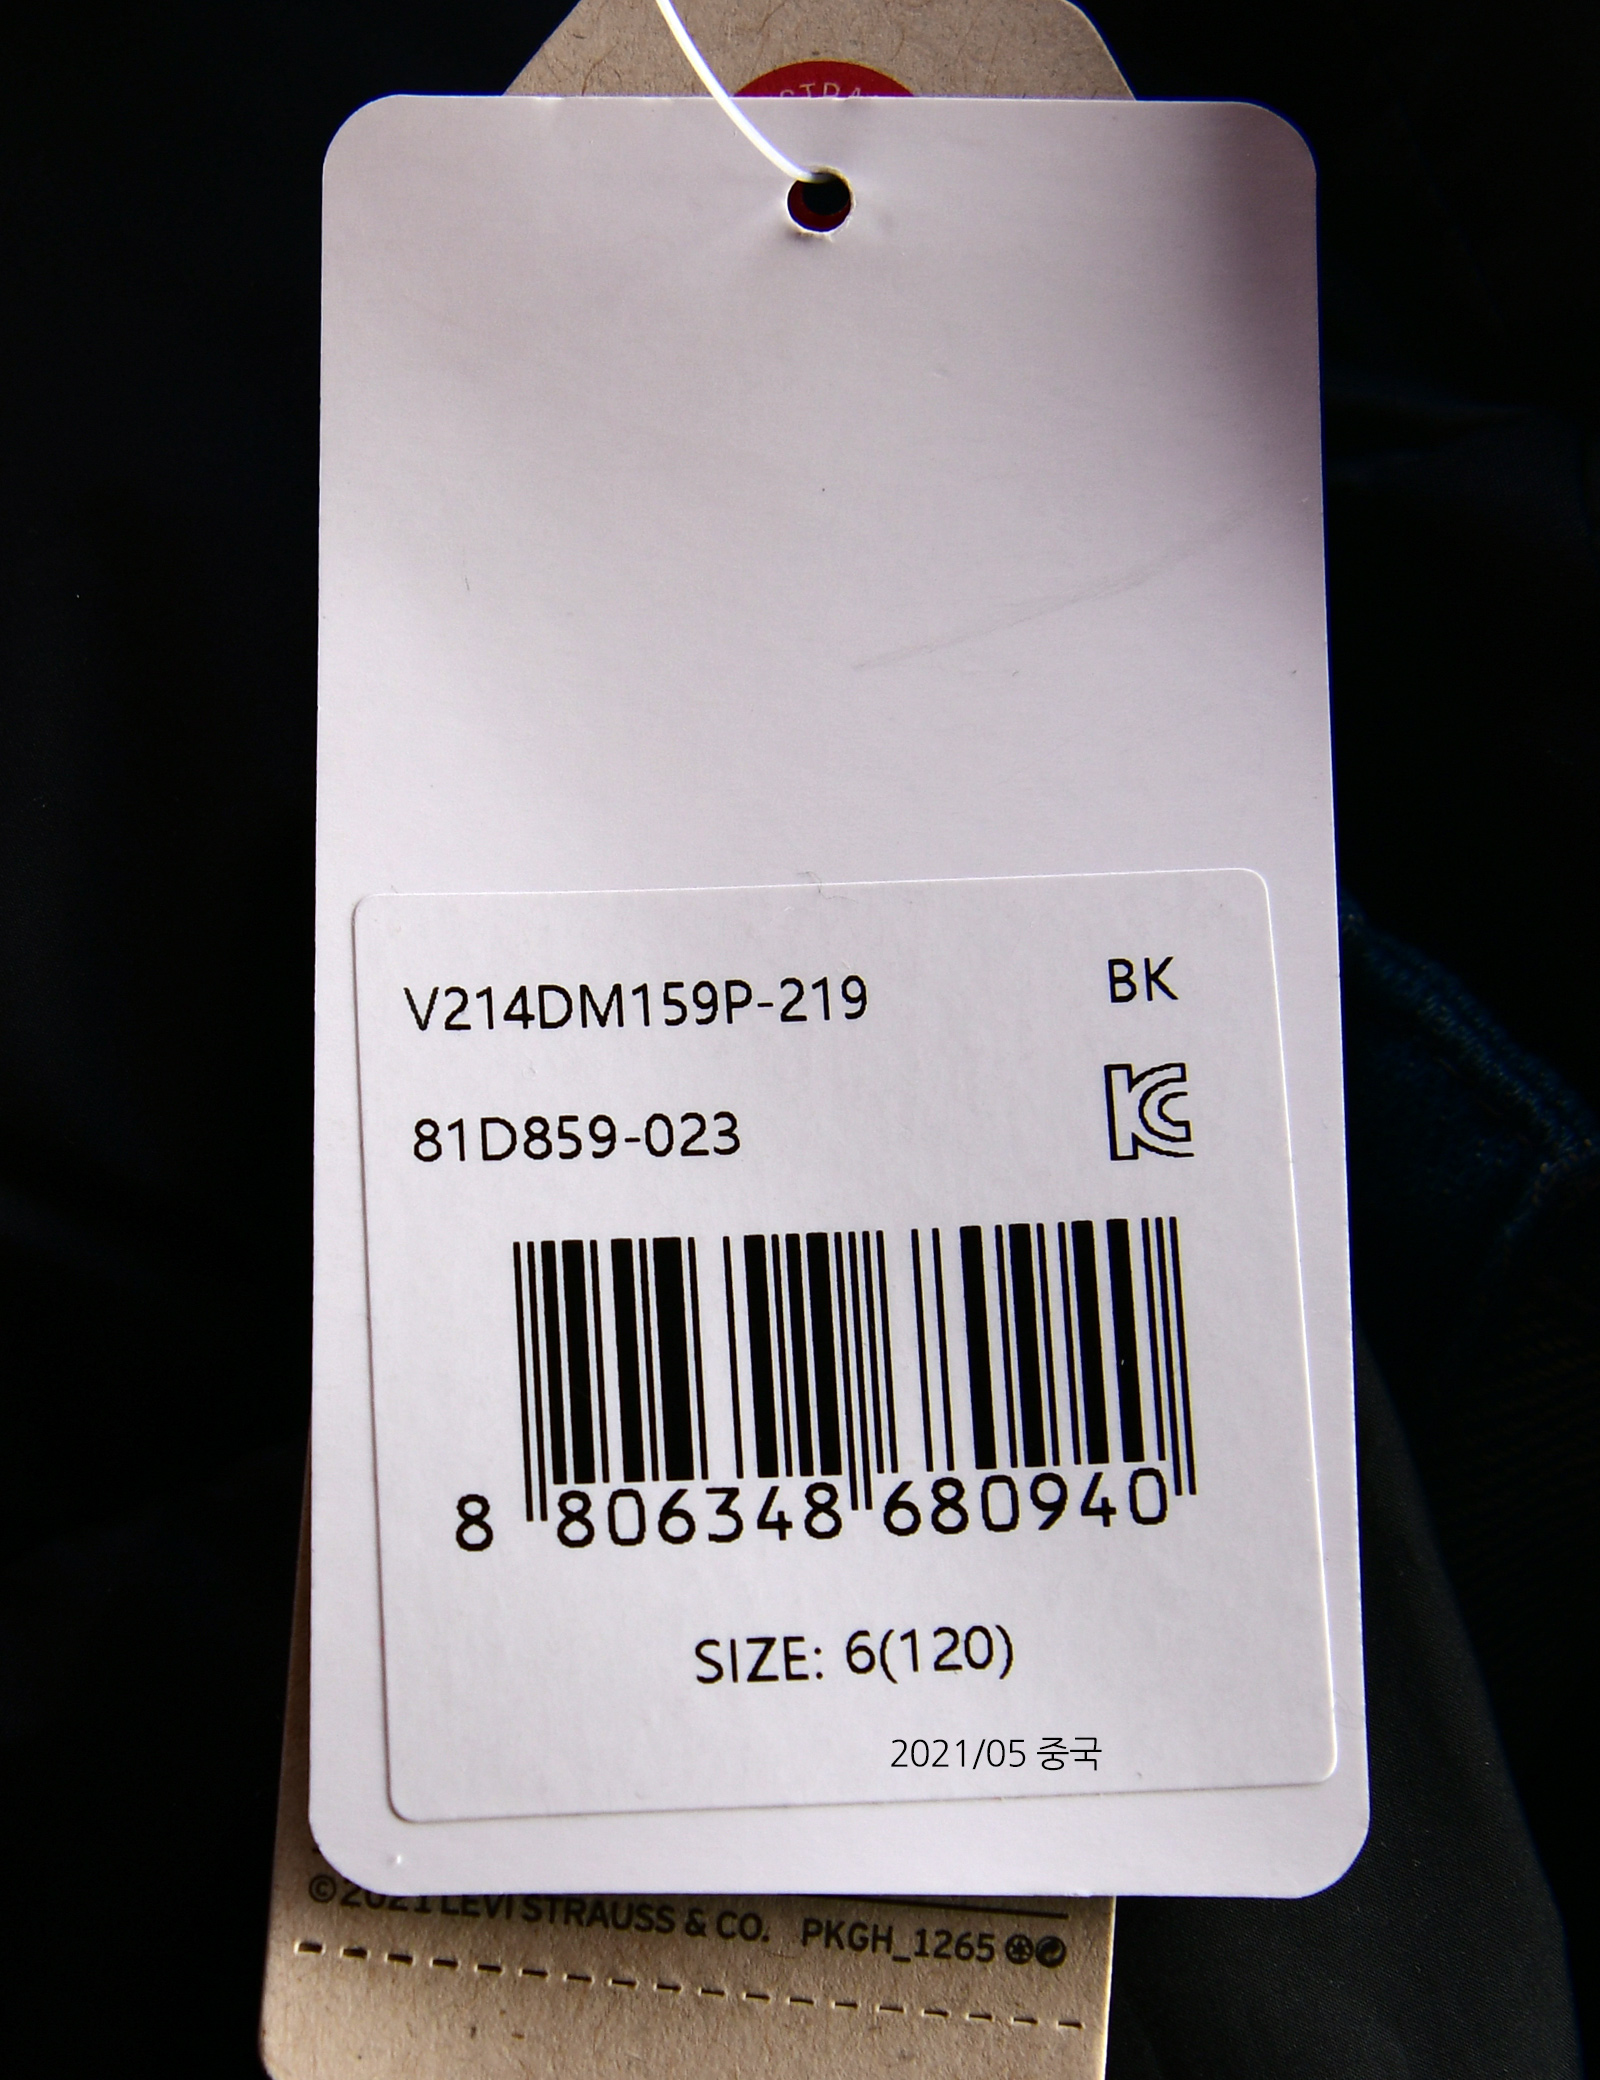 STRA
V214DM159P-219
BK
81D859-023
8 806348 680940
SIZE: 6(120)
2021/05 중국
©2021 LEVI STRAUSS & CO. PKGH_1265